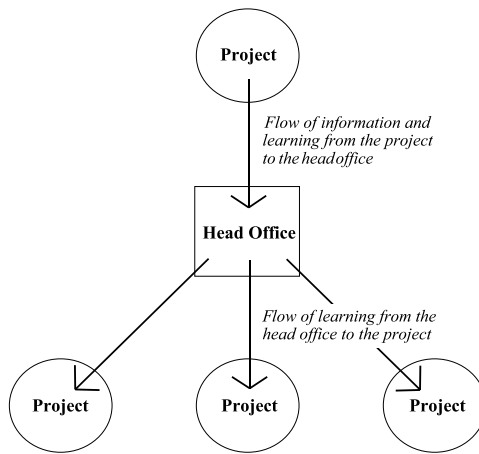 Project
Flow of information and
learning from the project
to the headoffice
Head Office
Flow of learning from the
head office to the project
Project
Project
Project